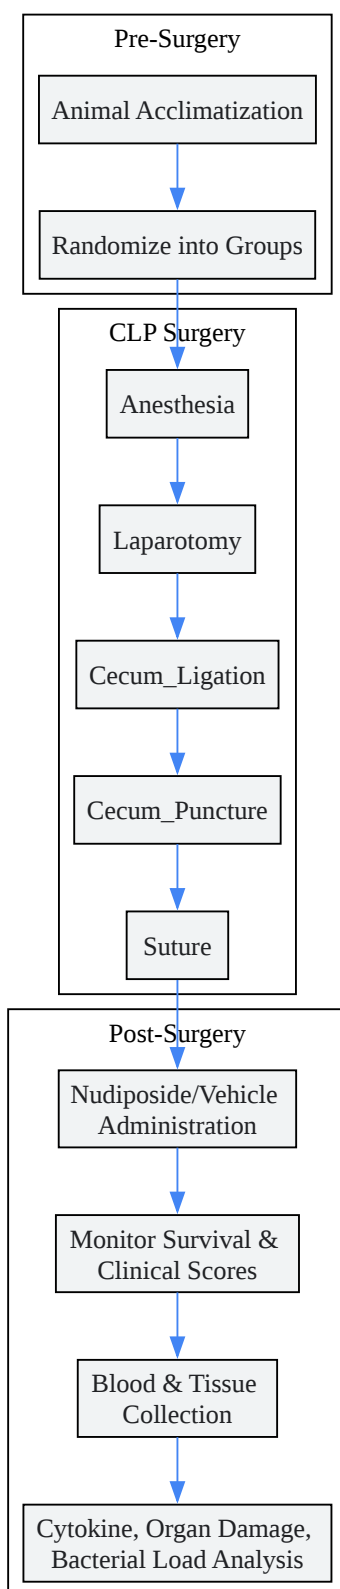 Pre-Surgery
Animal Acclimatization
Randomize into Groups
CLP Surgery
Anesthesia
Laparotomy
Cecum_Ligation
Cecum_Puncture
Suture
Post-Surgery
Nudiposide/Vehicle
Administration
Monitor Survival &
Clinical Scores
Blood & Tissue
Collection
Cytokine, Organ Damage,
Bacterial Load Analysis